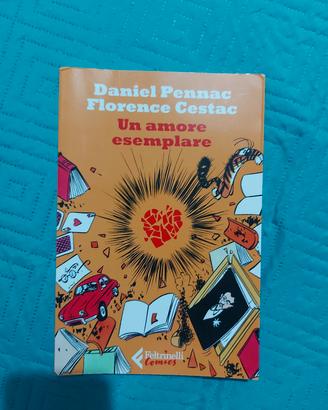 Daniel Pennac
Florence Cestac
Un amore
esemplare
Feltrinelli
Comics